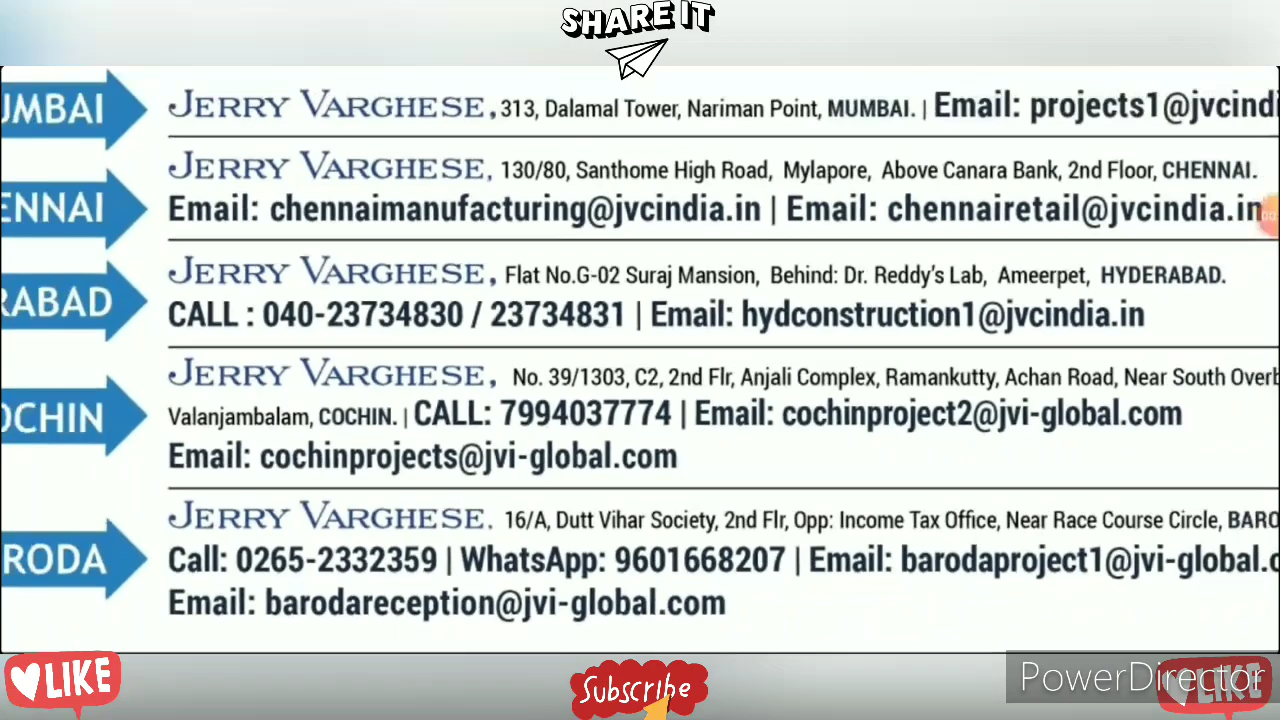 SHARE IT
UMBAI JERRY VARGHESE, 313, Dalamal Tower, Nariman Point, MUMBAI. | Email: projects1@jvcindi
JERRY VARGHESE, 130/80, Santhome High Road, Mylapore, Above Canara Bank, 2nd Floor, CHENNAI.
ENNAI Email: chennaimanufacturing@jvcindia.in | Email: chennairetail@jvcindia.in
JERRY VARGHESE, Flat No.G-02 Suraj Mansion, Behind: Dr. Reddy's Lab, Ameerpet, HYDERABAD.
RABAD CALL : 040-23734830 / 23734831 | Email: hydconstruction1@jvcindia.in
JERRY VARGHESE, No. 39/1303, C2, 2nd Flr, Anjali Complex, Ramankutty, Achan Road, Near South Overb
OCHIN Valanjambalam, COCHIN. | CALL: 7994037774 | Email: cochinproject2@jvi-global.com
Email: cochinprojects@jvi-global.com
JERRY VARGHESE. 16/A, Dutt Vihar Society, 2nd Flr, Opp: Income Tax Office, Near Race Course Circle, BARO
RODA Call: 0265-2332359 | WhatsApp: 9601668207 | Email: barodaproject1@jvi-global.c
Email: barodareception@jvi-global.com
LIKE Subscribe PowerDirector LIKE